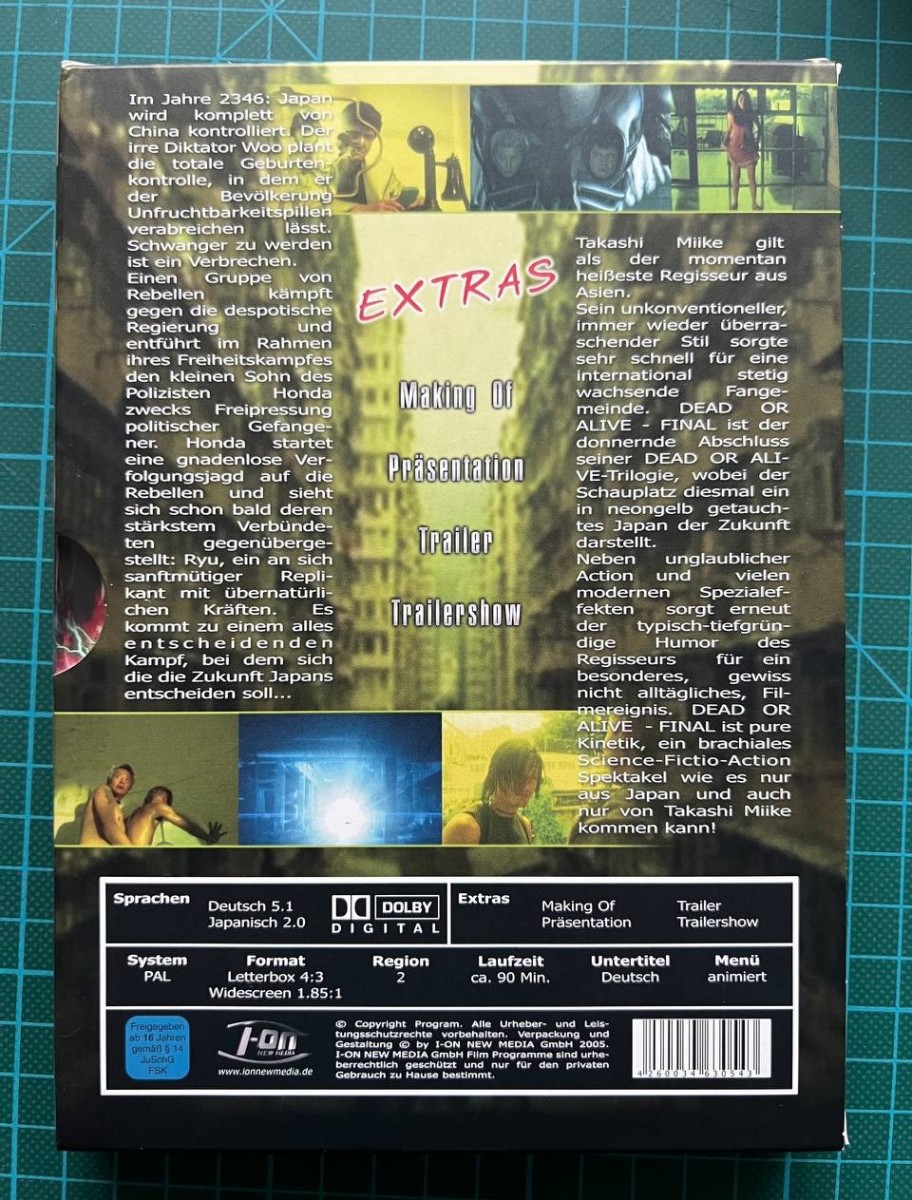 Im Jahre 2346: Japan
wird komplett von
China kontrolliert. Der
irre Diktator Woo plant
die totale Geburten-
kontrolle, in dem er
der Bevölkerung
Unfruchtbarkeitspillen
verabreichen lässt.
Schwanger zu werden
ist ein Verbrechen.
Einen Gruppe von
Rebellen kämpft
gegen die despotische
Regierung und
entführt im Rahmen
ihres Freiheitskampfes
den kleinen Sohn des
Polizisten Honda
zwecks Freipressung
politischer Gefange-
ner. Honda startet
eine gnadenlose Ver-
folgungsjagd auf die
Rebellen und sieht
sich schon bald deren
stärkstem Verbünde-
ten gegenüberge-
stellt: Ryu, ein an sich
sanftmütiger Repli-
kant mit übernatürli-
chen Kräften. Es
kommt zu einem alles
entscheidenden
Kampf, bei dem sich
die die Zukunft Japans
entscheiden soll...
EXTRAS
Making Of
Präsentation
Trailer
Trailershow
Takashi Miike gilt
als der momentan
heißeste Regisseur aus
Asien.
Sein unkonventioneller,
immer wieder überra-
schender Stil sorgte
sehr schnell für eine
international stetig
wachsende Fange-
meinde. DEAD OR
ALIVE - FINAL ist der
donnernde Abschluss
seiner DEAD OR ALI-
VE-Trilogie, wobei der
Schauplatz diesmal ein
in neongelb getauch-
tes Japan der Zukunft
darstellt.
Neben unglaublicher
Action und vielen
modernen Spezialef-
fekten sorgt erneut
der typisch-tiefgrün-
dige Humor des
Regisseurs für ein
besonderes, gewiss
nicht alltägliches, Fil-
mereignis. DEAD OR
ALIVE - FINAL ist pure
Kinetik, ein brachiales
Science-Fictio-Action
Spektakel wie es nur
aus Japan und auch
nur von Takashi Miike
kommen kann!
Sprachen
Deutsch 5.1
Japanisch 2.0
DOLBY
DIGITAL
Extras
Making Of
Präsentation
Trailer
Trailershow
System
PAL
Format
Letterbox 4:3
Widescreen 1.85:1
Region
2
Laufzeit
ca. 90 Min.
Untertitel
Deutsch
Menü
animiert
Freigegeben
ab 16 Jahren
gemäß § 14
JuSchG
FSK
I-on
NEW MEDIA
www.ionnewmedia.de
© Copyright Program. Alle Urheber- und Leis-
tungsschutzrechte vorbehalten. Verpackung und
Gestaltung © by I-ON NEW MEDIA GmbH 2005.
I-ON NEW MEDIA GmbH Film Programme sind urhe-
berrechtlich geschützt und nur für den privaten
Gebrauch zu Hause bestimmt.
4 260034 630543